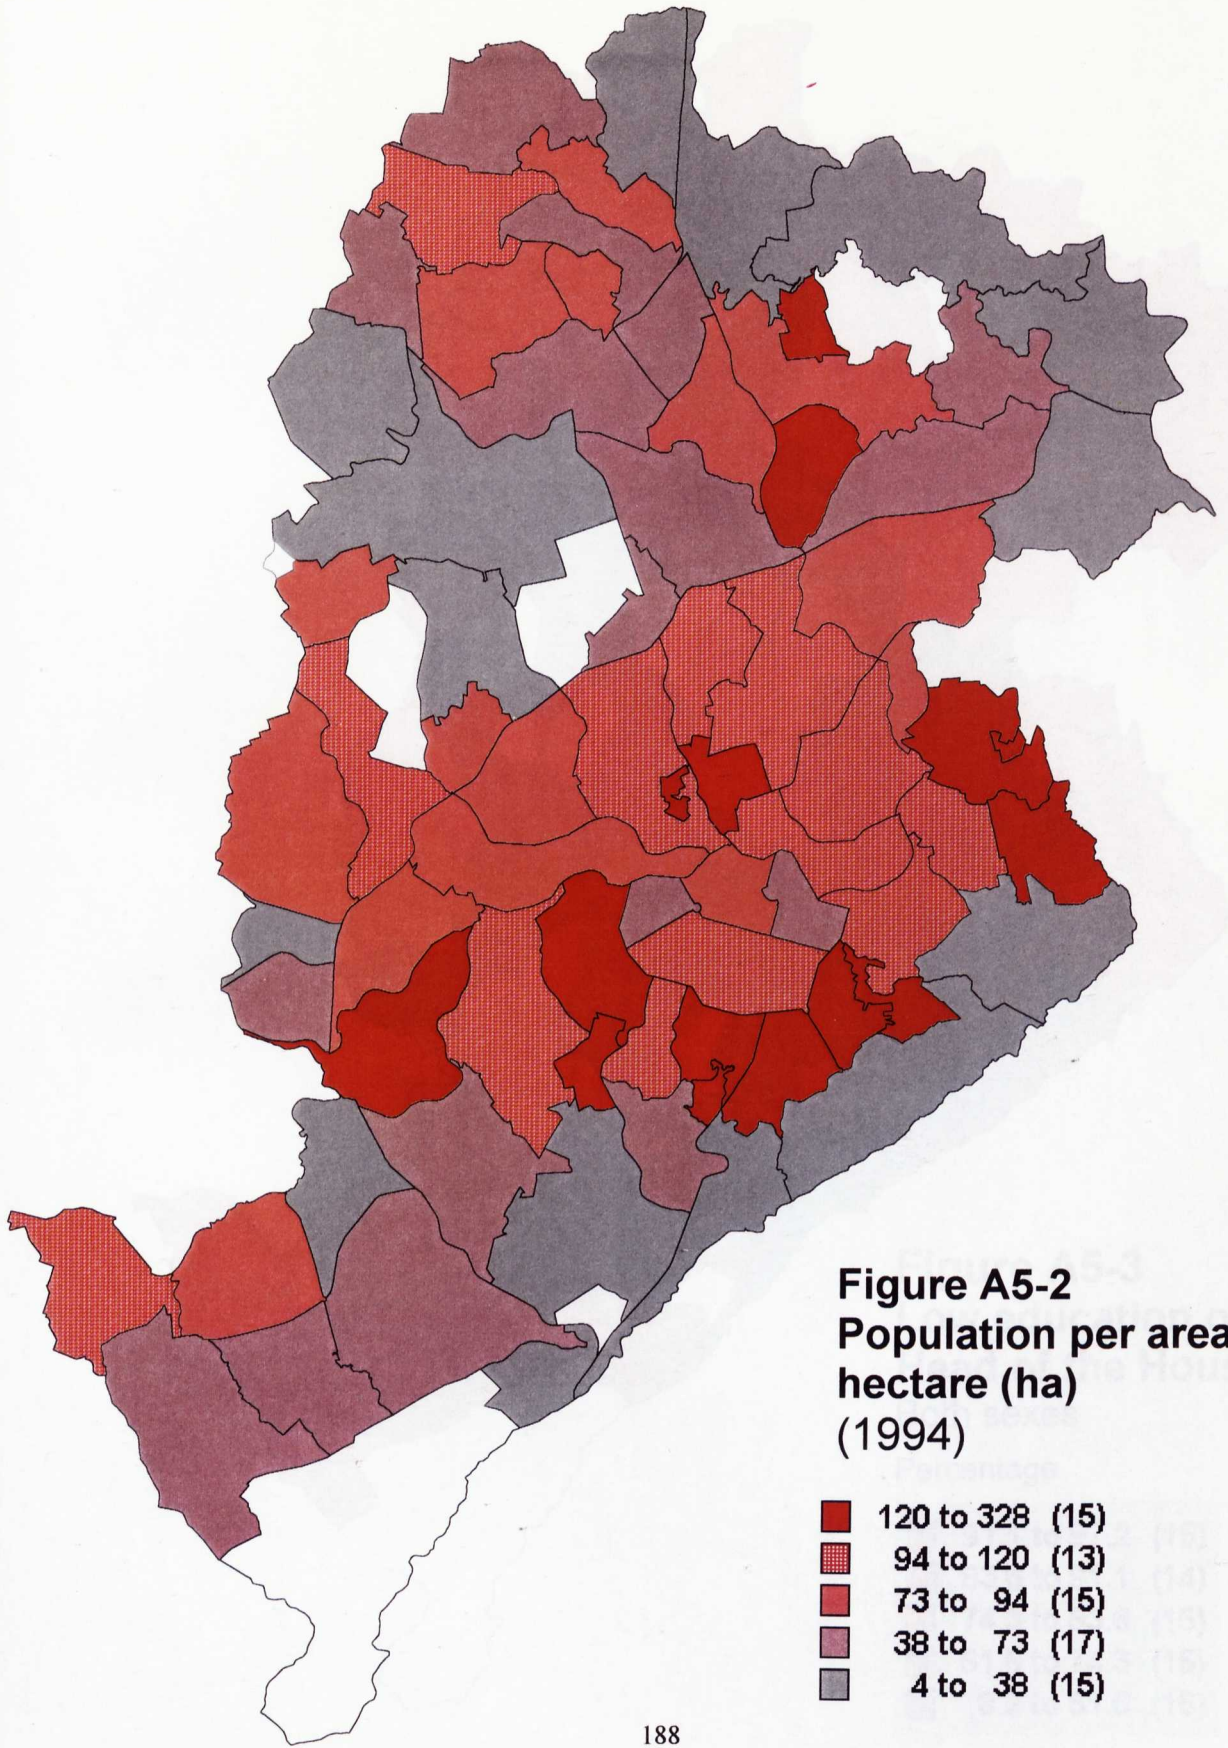 Figure A5-2
Population per area
hectare (ha)
(1994)
120 to 328 (15)
94 to 120 (13)
73 to 94 (15)
38 to 73 (17)
4 to 38 (15)
188